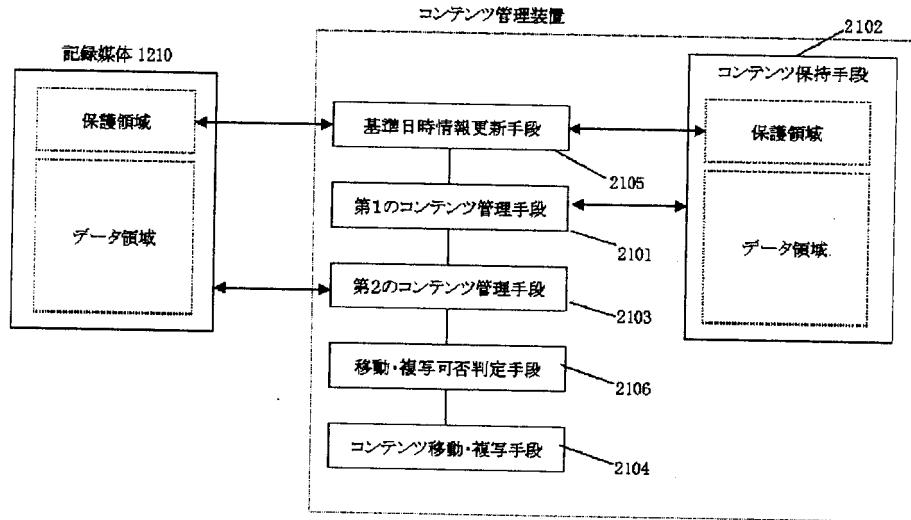 コンテンツ管理装置
2102
記録媒体 1210
コンテンツ保持手段
保護領域
基準日時情報更新手段
保護領域
2105
第1のコンテンツ管理手段
データ領域
データ領域
2101
第2のコンテンツ管理手段
2103
移動・複写可否判定手段
2106
コンテンツ移動・複写手段
2104